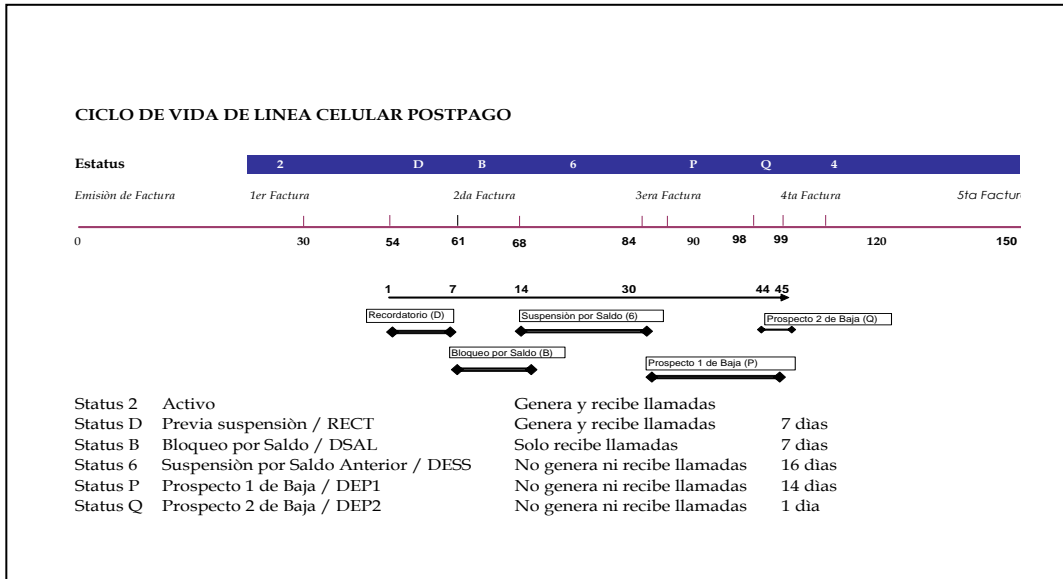 CICLO DE VIDA DE LINEA CELULAR POSTPAGO
Estatus 2 D B 6 P Q 4
Emisiòn de Factura 1er Factura 2da Factura 3era Factura 4ta Factura 5ta Factur
0 30 54 61 68 84 90 98 99 120 150
1 7 14 30 44 45
Recordatorio (D) Suspensiòn por Saldo (6) Prospecto 2 de Baja (Q)
Bloqueo por Saldo (B) Prospecto 1 de Baja (P)
Status 2 Activo Genera y recibe llamadas
Status D Previa suspensiòn / RECT Genera y recibe llamadas 7 dìas
Status B Bloqueo por Saldo / DSAL Solo recibe llamadas 7 dìas
Status 6 Suspensiòn por Saldo Anterior / DESS No genera ni recibe llamadas 16 dìas
Status P Prospecto 1 de Baja / DEP1 No genera ni recibe llamadas 14 dìas
Status Q Prospecto 2 de Baja / DEP2 No genera ni recibe llamadas 1 dìa